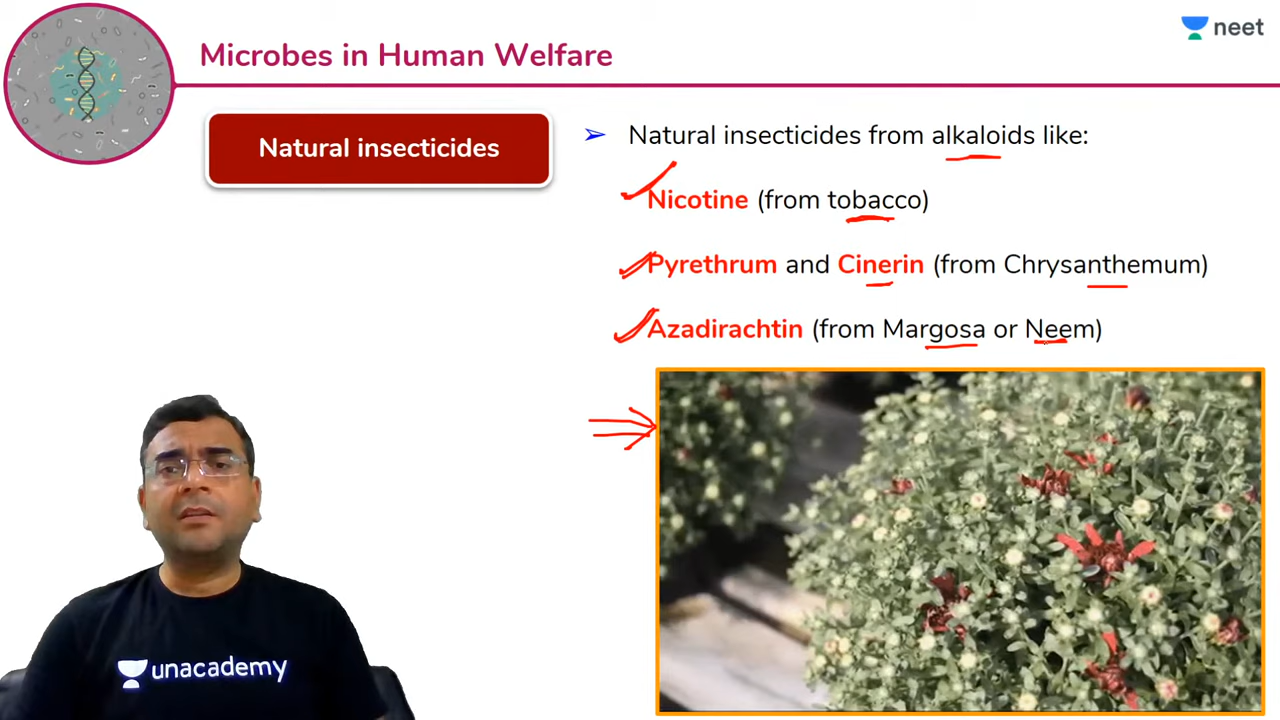 Microbes in Human Welfare
neet
Natural insecticides
➢ Natural insecticides from alkaloids like:
Nicotine (from tobacco)
Pyrethrum and Cinerin (from Chrysanthemum)
Azadirachtin (from Margosa or Neem)
unacademy